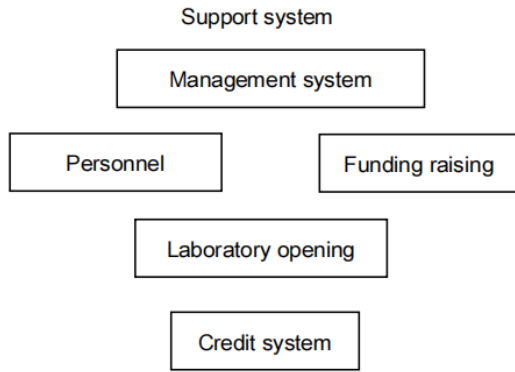 Support system
Management system
Personnel
Funding raising
Laboratory opening
Credit system